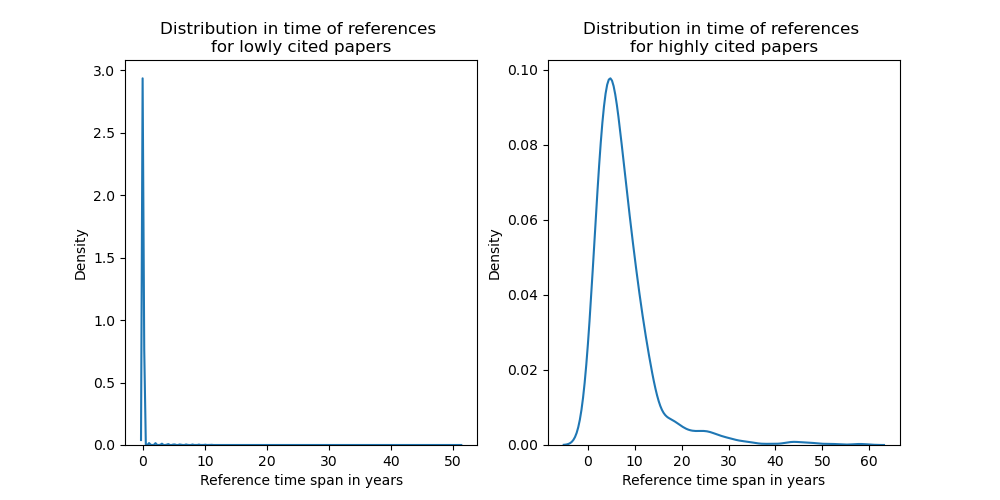 Distribution in time of references
for lowly cited papers
3.0
2.5
2.0
1.5
1.0
0.5
0.0
Density
0 10 20 30 40 50
Reference time span in years
Distribution in time of references
for highly cited papers
0.10
0.08
0.06
0.04
0.02
0.00
Density
0 10 20 30 40 50 60
Reference time span in years